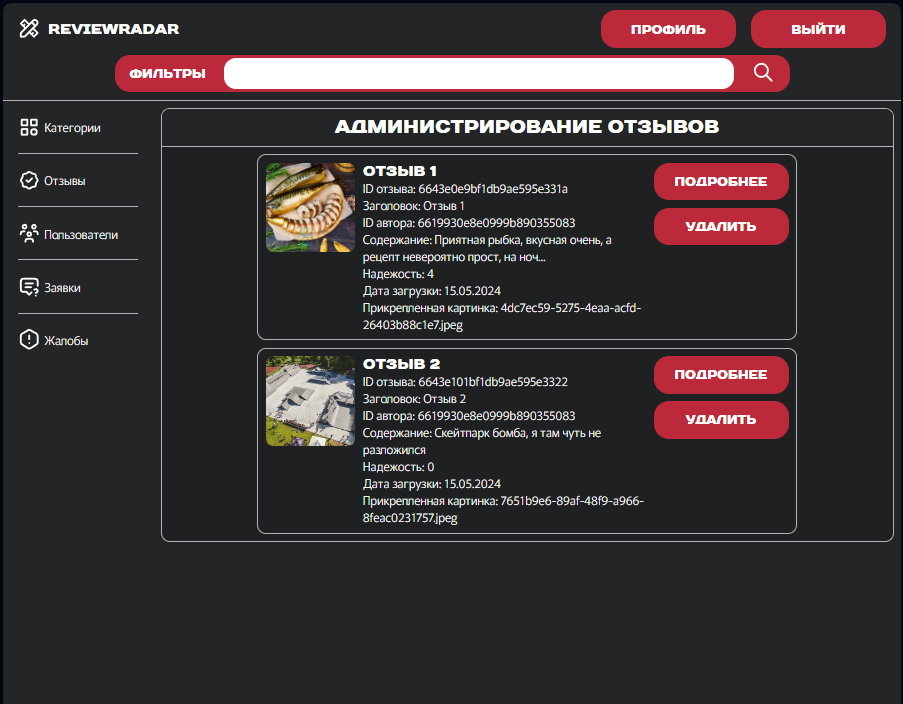 REVIEWRADAR
ПРОФИЛЬ
ВЫЙТИ
ФИЛЬТРЫ
Категории
Отзывы
Пользователи
Заявки
Жалобы
АДМИНИСТРИРОВАНИЕ ОТЗЫВОВ
ОТЗЫВ 1
ID отзыва: 6643e0e9bf1db9ae595e331a
Заголовок: Отзыв 1
ID автора: 6619930e8e0999b890355083
Содержание: Приятная рыбка, вкусная очень, а
рецепт невероятно прост, на ноч...
Надежость: 4
Дата загрузки: 15.05.2024
Прикрепленная картинка: 4dc7ec59-5275-4eaa-acfd-
26403b88c1e7.jpeg
ПОДРОБНЕЕ
УДАЛИТЬ
ОТЗЫВ 2
ID отзыва: 6643e101bf1db9ae595e3322
Заголовок: Отзыв 2
ID автора: 6619930e8e0999b890355083
Содержание: Скейтпарк бомба, я там чуть не
разложился
Надежость: 0
Дата загрузки: 15.05.2024
Прикрепленная картинка: 7651b9e6-89af-48f9-a966-
8feac0231757.jpeg
ПОДРОБНЕЕ
УДАЛИТЬ